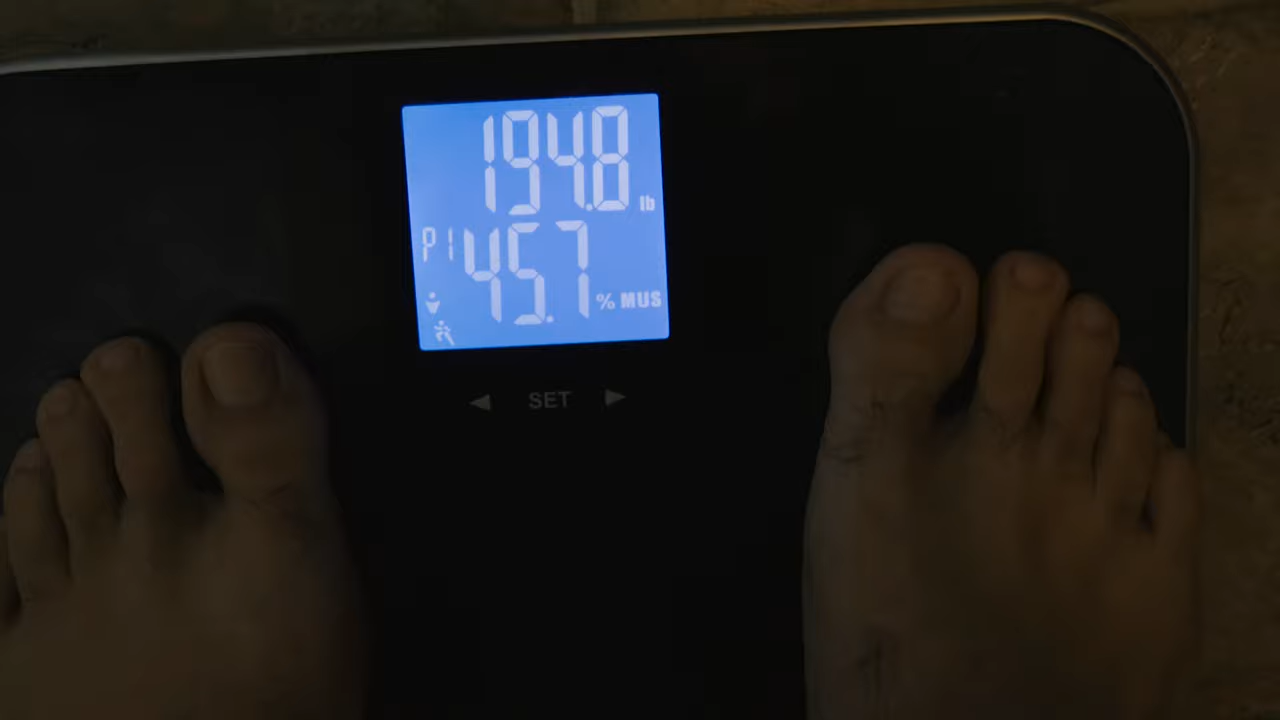 194.8 lb
P1 45.7 % MUS
◀ SET ▶